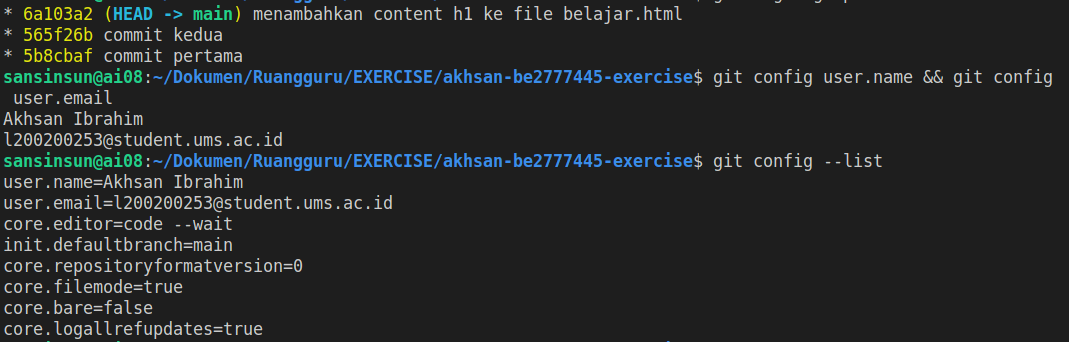 * 6a103a2 (HEAD -> main) menambahkan content h1 ke file belajar.html
* 565f26b commit kedua
* 5b8cbaf commit pertama
sansinsun@ai08:~/Dokumen/Ruangguru/EXERCISE/akhsan-be2777445-exercise$ git config user.name && git config
 user.email
Akhsan Ibrahim
l200200253@student.ums.ac.id
sansinsun@ai08:~/Dokumen/Ruangguru/EXERCISE/akhsan-be2777445-exercise$ git config --list
user.name=Akhsan Ibrahim
user.email=l200200253@student.ums.ac.id
core.editor=code --wait
init.defaultbranch=main
core.repositoryformatversion=0
core.filemode=true
core.bare=false
core.logallrefupdates=true